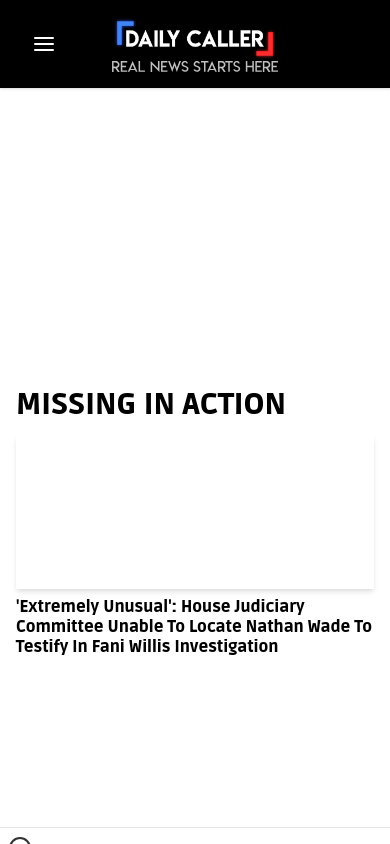 DAILY CALLER
REAL NEWS STARTS HERE
MISSING IN ACTION
'Extremely Unusual': House Judiciary
Committee Unable To Locate Nathan Wade To
Testify In Fani Willis Investigation